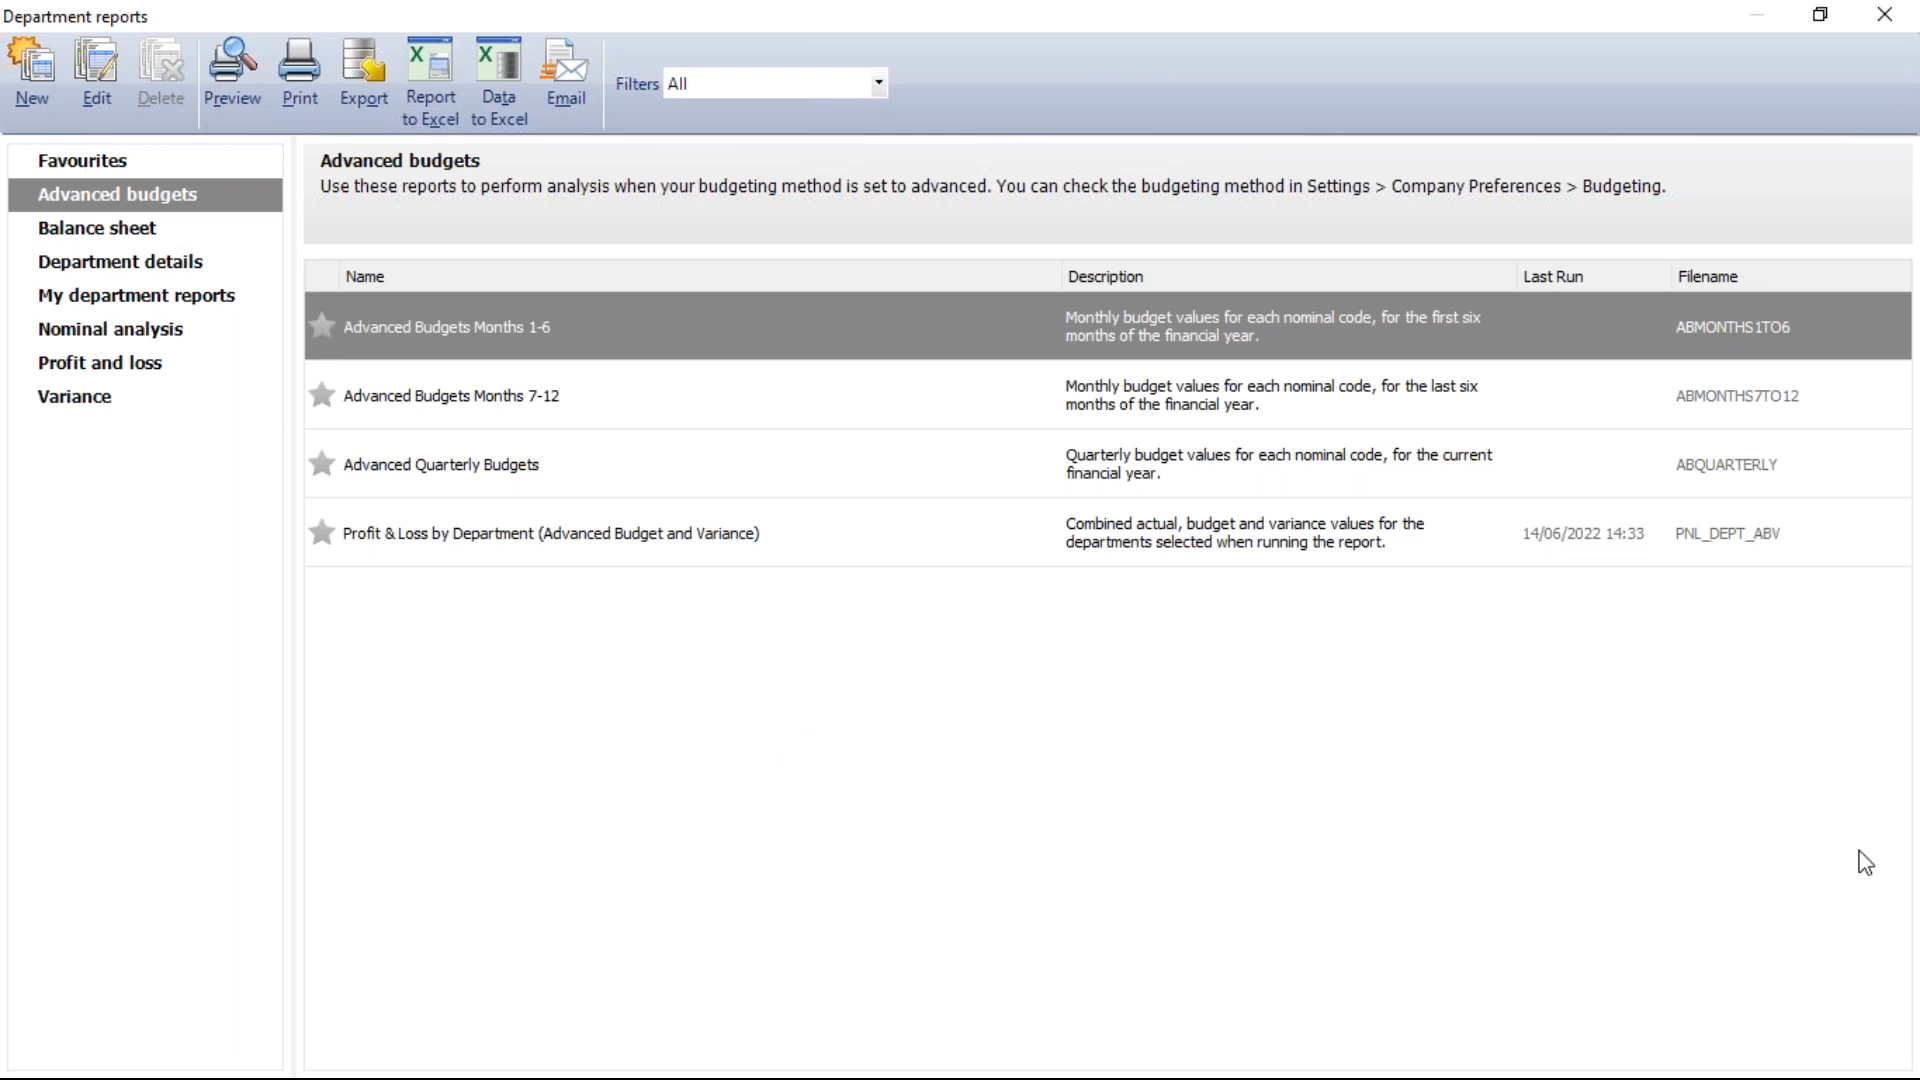 Department reports
New
Edit
Delete
Preview
Print
Export
Report
to Excel
Data
to Excel
Email
Filters All
Favourites
Advanced budgets
Balance sheet
Department details
My department reports
Nominal analysis
Profit and loss
Variance
Advanced budgets
Use these reports to perform analysis when your budgeting method is set to advanced. You can check the budgeting method in Settings > Company Preferences > Budgeting.
Name Description Last Run Filename
Advanced Budgets Months 1-6
Monthly budget values for each nominal code, for the first six
months of the financial year.
ABMONTHS1TO6
Advanced Budgets Months 7-12
Monthly budget values for each nominal code, for the last six
months of the financial year.
ABMONTHS7TO12
Advanced Quarterly Budgets
Quarterly budget values for each nominal code, for the current
financial year.
ABQUARTERLY
Profit & Loss by Department (Advanced Budget and Variance)
Combined actual, budget and variance values for the
departments selected when running the report.
14/06/2022 14:33
PNL_DEPT_ABV